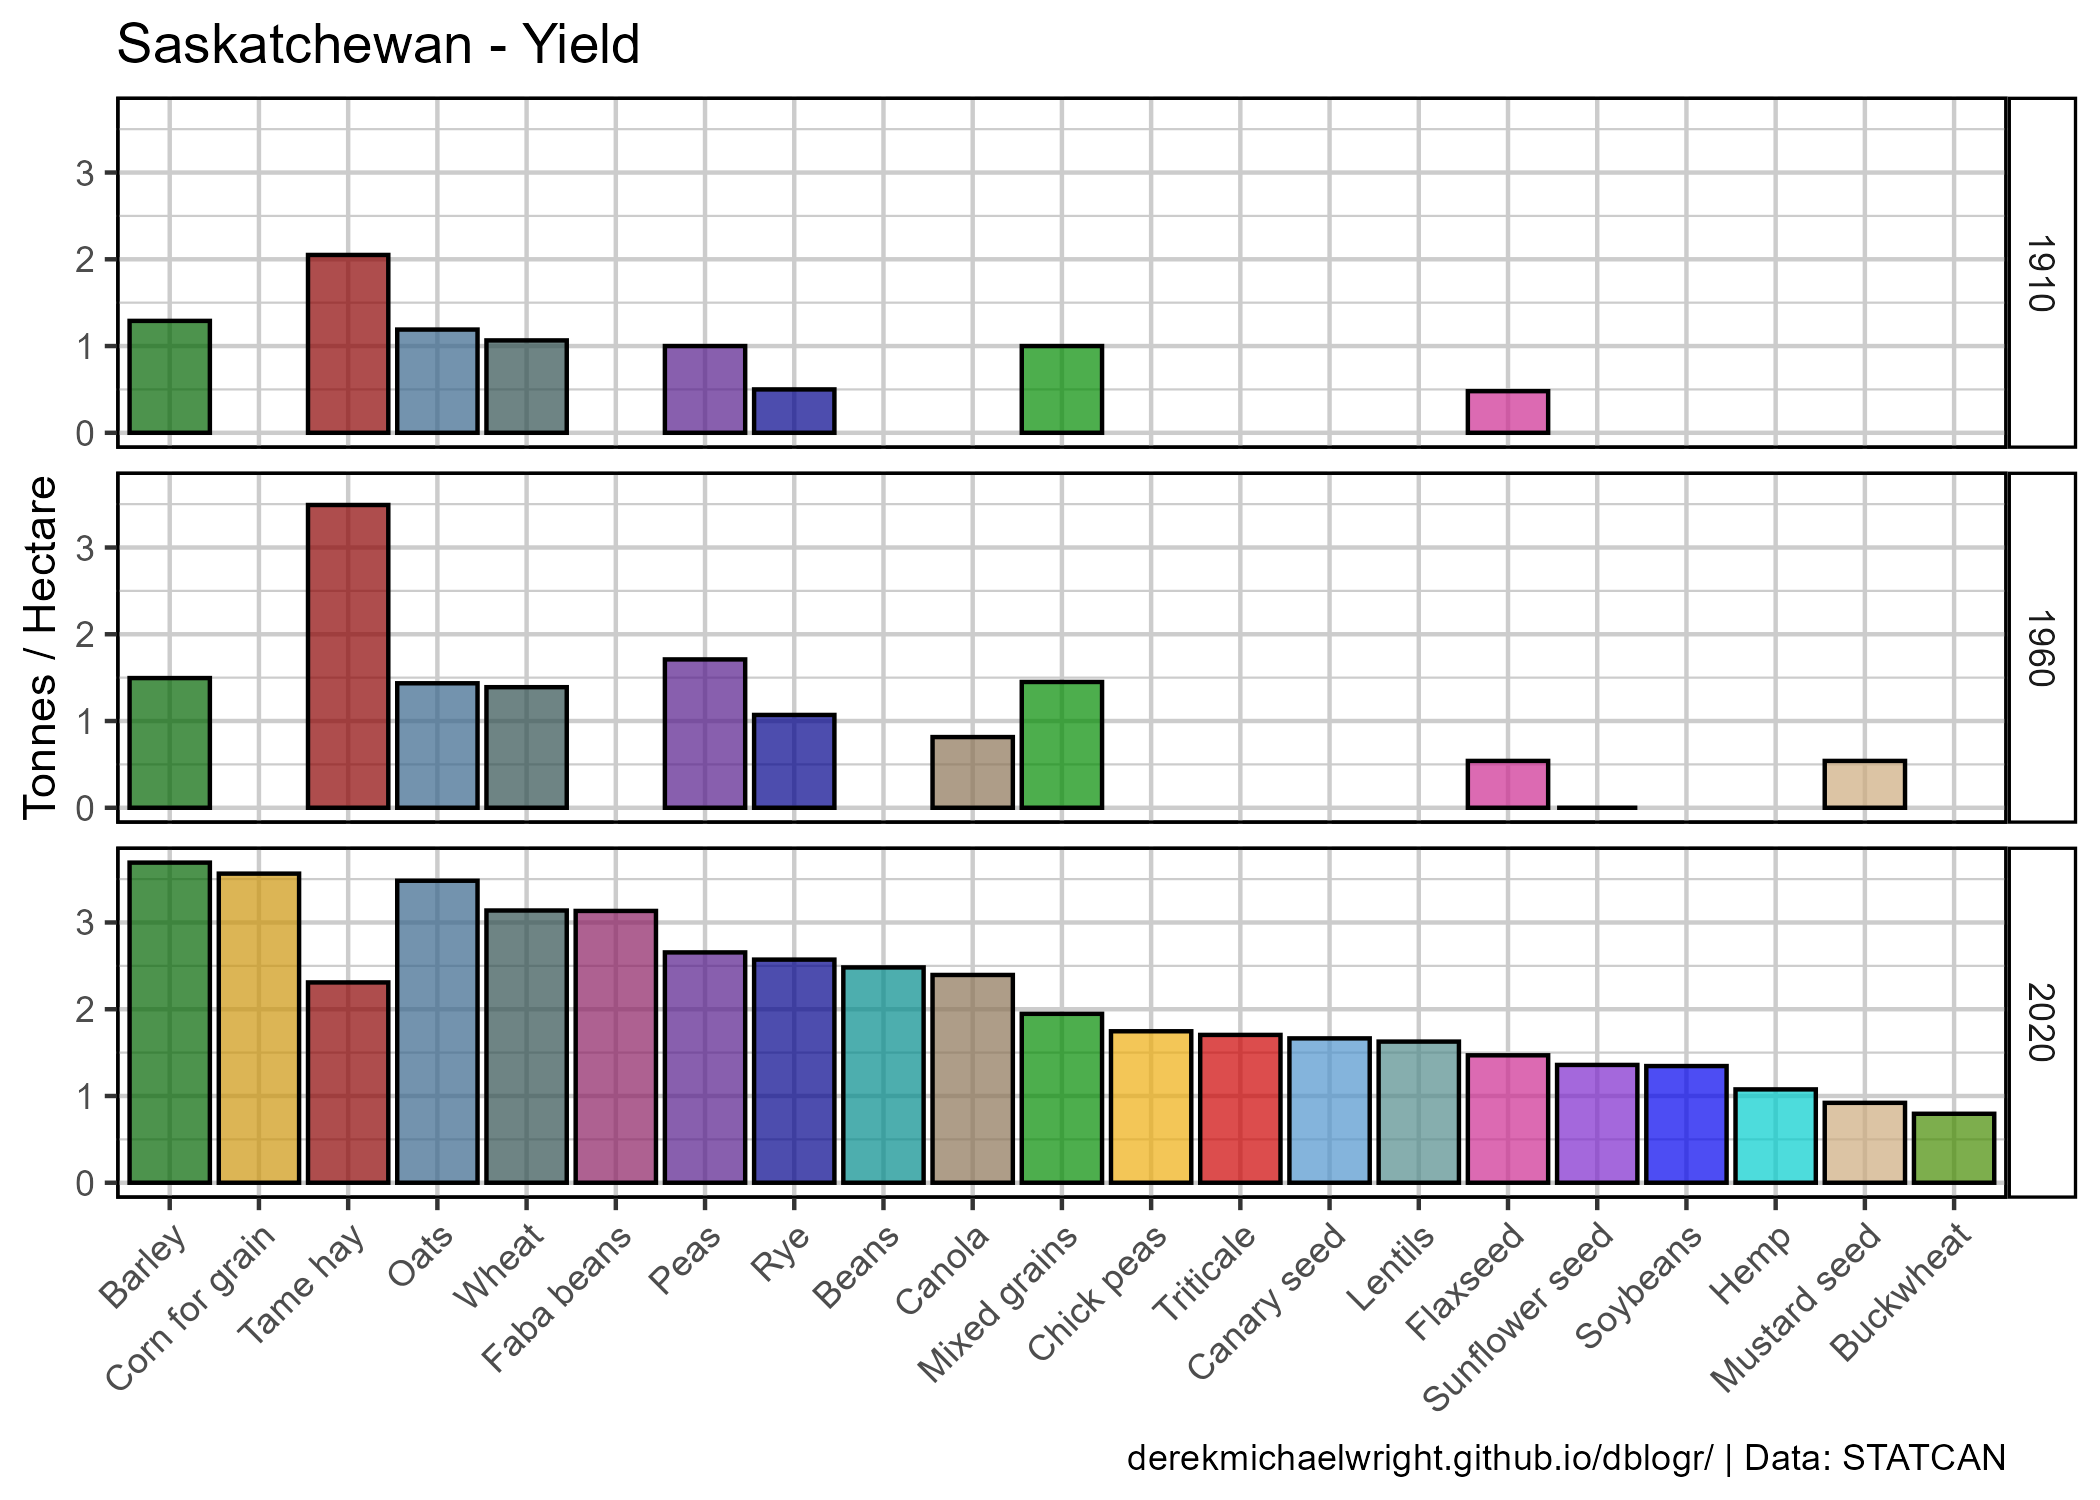 Saskatchewan - Yield
Tonnes / Hectare
3
2
1
0
1910
3
2
1
0
1960
3
2
1
0
2020
Barley
Corn for grain
Tame hay
Oats
Wheat
Faba beans
Peas
Rye
Beans
Canola
Mixed grains
Chick peas
Triticale
Canary seed
Lentils
Flaxseed
Sunflower seed
Soybeans
Hemp
Mustard seed
Buckwheat
derekmichaelwright.github.io/dblogr/ | Data: STATCAN